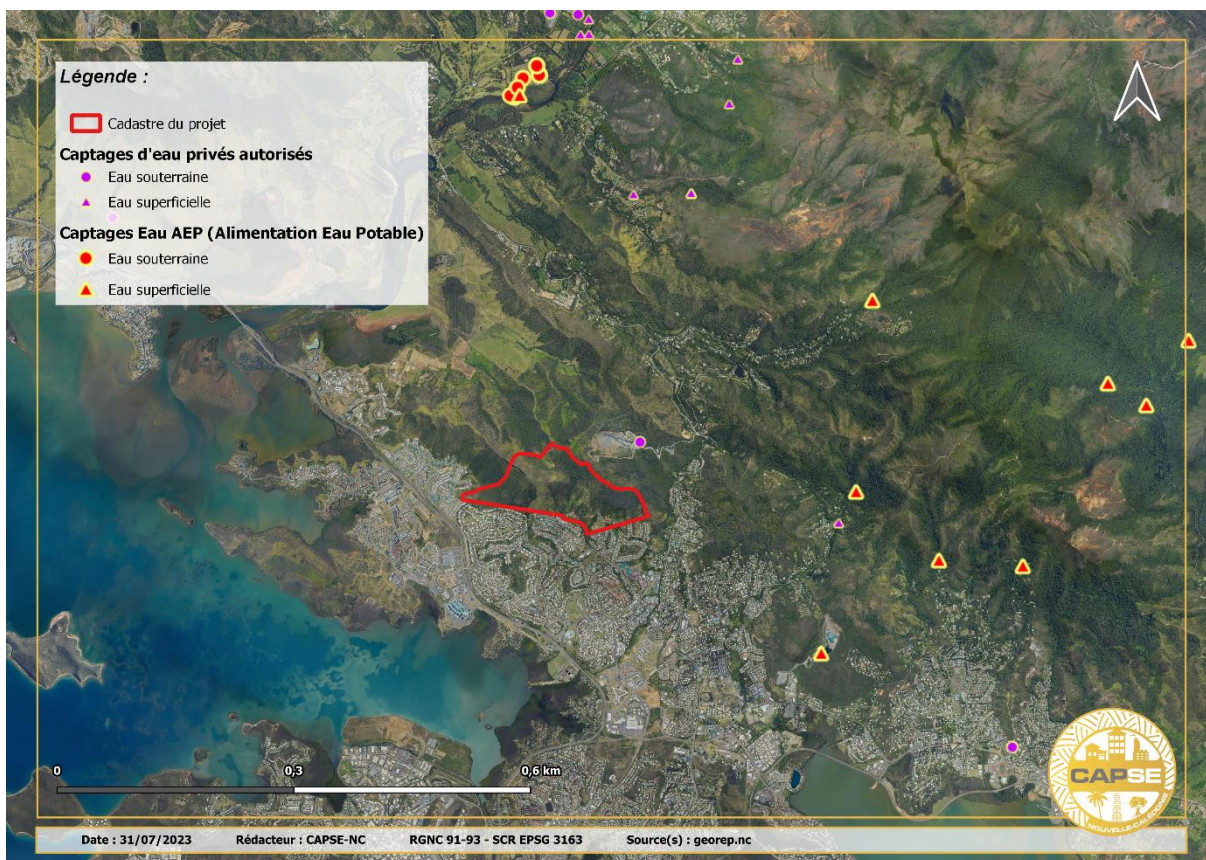 Légende :
Cadastre du projet
Captages d'eau privés autorisés
Eau souterraine
Eau superficielle
Captages Eau AEP (Alimentation Eau Potable)
Eau souterraine
Eau superficielle
0 0,3 0,6 km
CAPSE
NOUVELLE-CALÉDONIE
Date : 31/07/2023 Rédacteur : CAPSE-NC RGNC 91-93 - SCR EPSG 3163 Source(s) : georep.nc